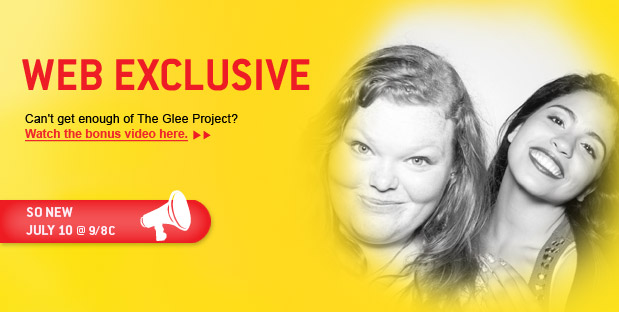 WEB EXCLUSIVE
Can't get enough of The Glee Project?
Watch the bonus video here.
SO NEW
JULY 10 @ 9/8C